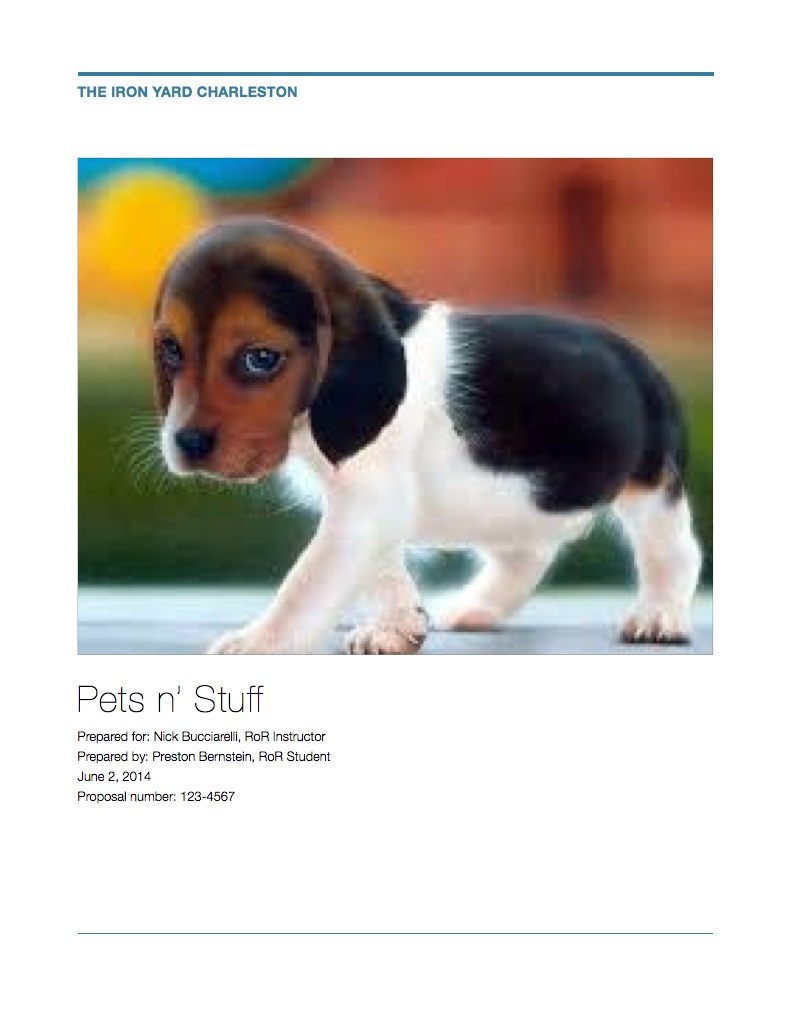 THE IRON YARD CHARLESTON
Pets n' Stuff
Prepared for: Nick Bucciarelli, RoR Instructor
Prepared by: Preston Bernstein, RoR Student
June 2, 2014
Proposal number: 123-4567